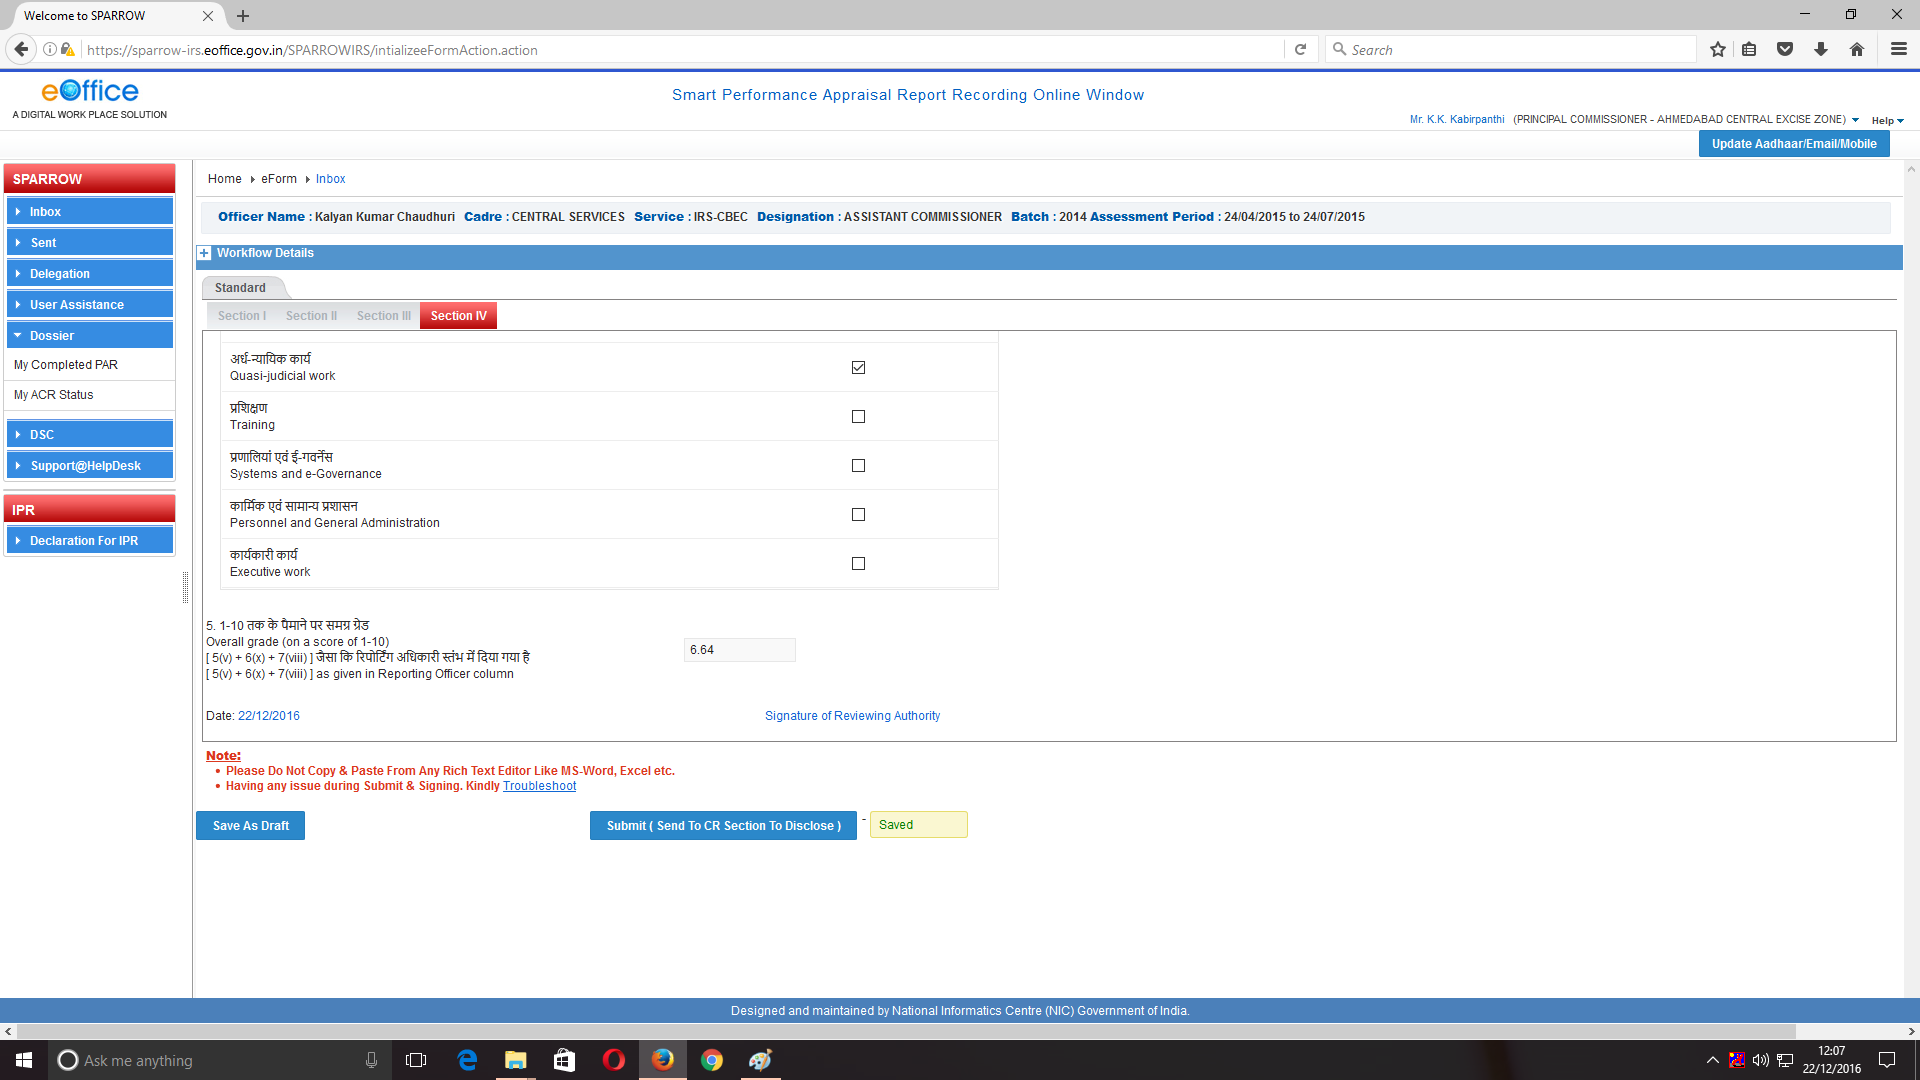 Welcome to SPARROW
https://sparrow-irs.eoffice.gov.in/SPARROWIRS/intializeeFormAction.action
Search
eOffice
A DIGITAL WORK PLACE SOLUTION
Smart Performance Appraisal Report Recording Online Window
Mr. K.K. Kabirpanthi (PRINCIPAL COMMISSIONER - AHMEDABAD CENTRAL EXCISE ZONE) Help
Update Aadhaar/Email/Mobile
SPARROW
Inbox
Sent
Delegation
User Assistance
Dossier
My Completed PAR
My ACR Status
DSC
Support@HelpDesk
IPR
Declaration For IPR
Home eForm Inbox
Officer Name : Kalyan Kumar Chaudhuri Cadre : CENTRAL SERVICES Service : IRS-CBEC Designation : ASSISTANT COMMISSIONER Batch : 2014 Assessment Period : 24/04/2015 to 24/07/2015
Workflow Details
Standard
Section I Section II Section III Section IV
अर्ध-न्यायिक कार्य
Quasi-judicial work
प्रशिक्षण
Training
प्रणालियां एवं ई-गवर्नेंस
Systems and e-Governance
कार्मिक एवं सामान्य प्रशासन
Personnel and General Administration
कार्यकारी कार्य
Executive work
5. 1-10 तक के पैमाने पर समग्र ग्रेड
Overall grade (on a score of 1-10)
[ 5(v) + 6(x) + 7(viii) ] जैसा कि रिपोर्टिंग अधिकारी स्तंभ में दिया गया है
[ 5(v) + 6(x) + 7(viii) ] as given in Reporting Officer column
6.64
Date: 22/12/2016 Signature of Reviewing Authority
Note:
• Please Do Not Copy & Paste From Any Rich Text Editor Like MS-Word, Excel etc.
• Having any issue during Submit & Signing. Kindly Troubleshoot
Save As Draft Submit ( Send To CR Section To Disclose ) - Saved
Designed and maintained by National Informatics Centre (NIC) Government of India.
Ask me anything
12:07
22/12/2016